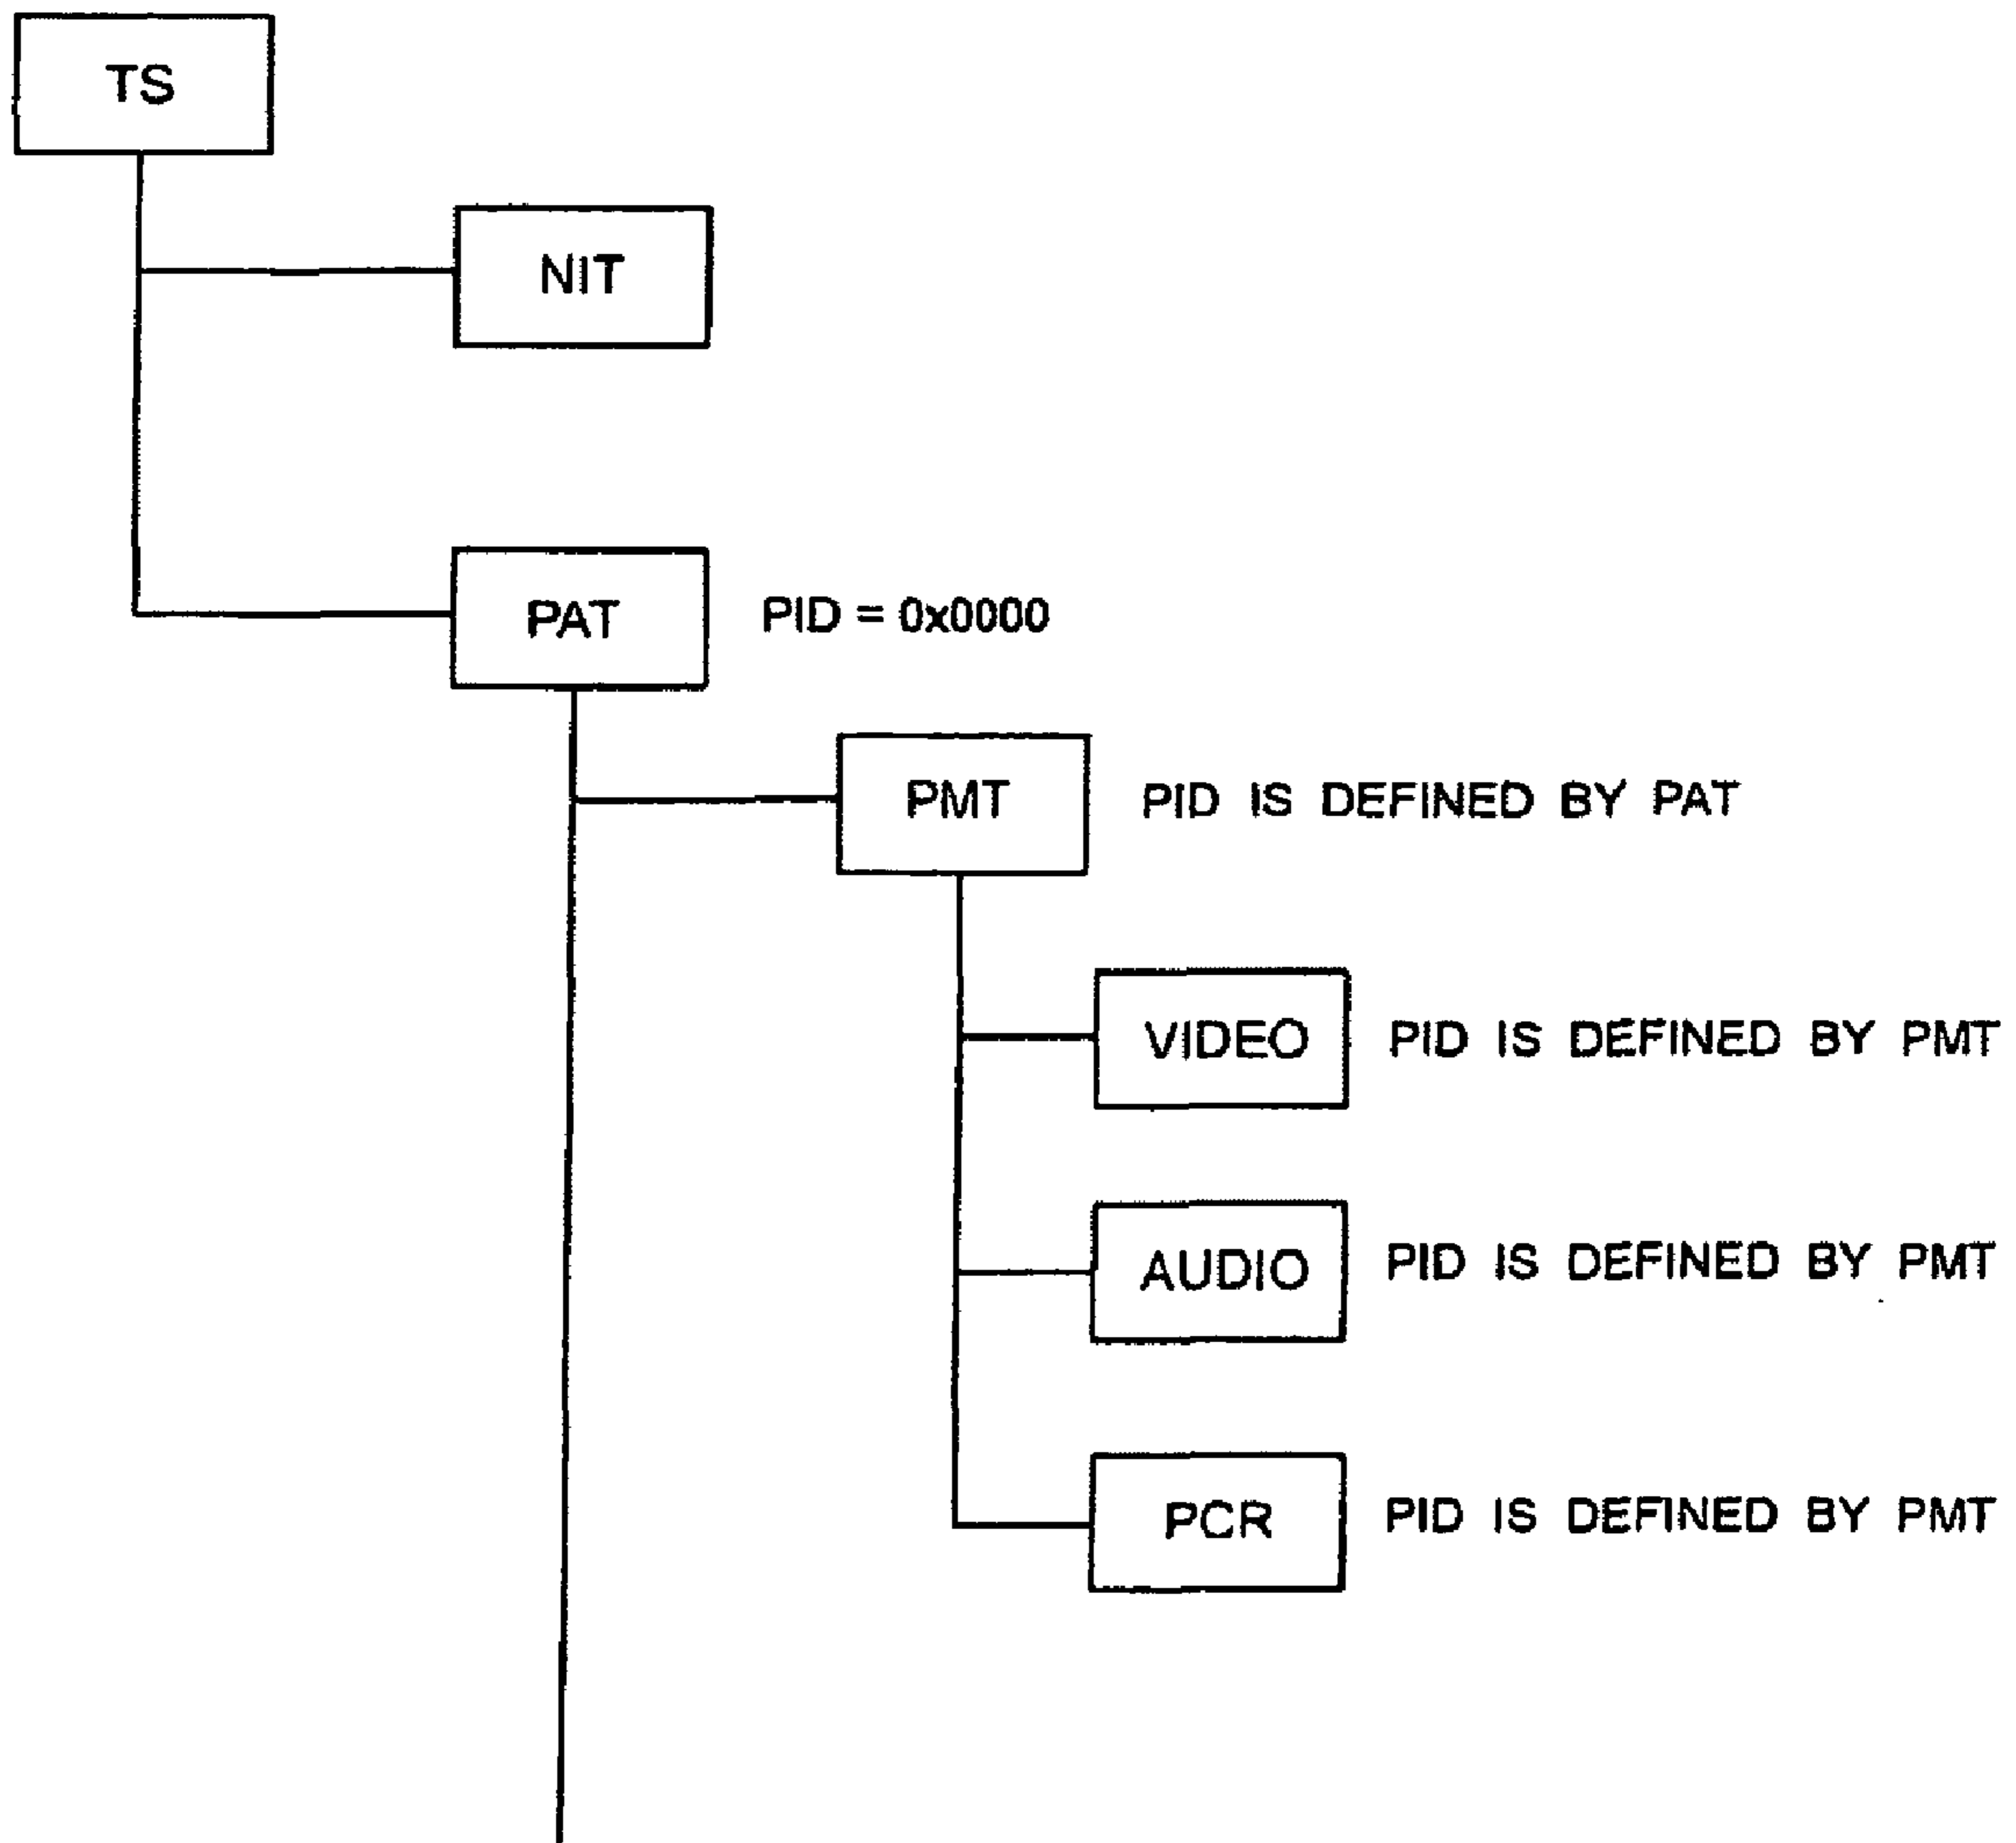 TS
NIT
PAT PID = 0x0000
PMT PID IS DEFINED BY PAT
VIDEO PID IS DEFINED BY PMT
AUDIO PID IS DEFINED BY PMT
PCR PID IS DEFINED BY PMT